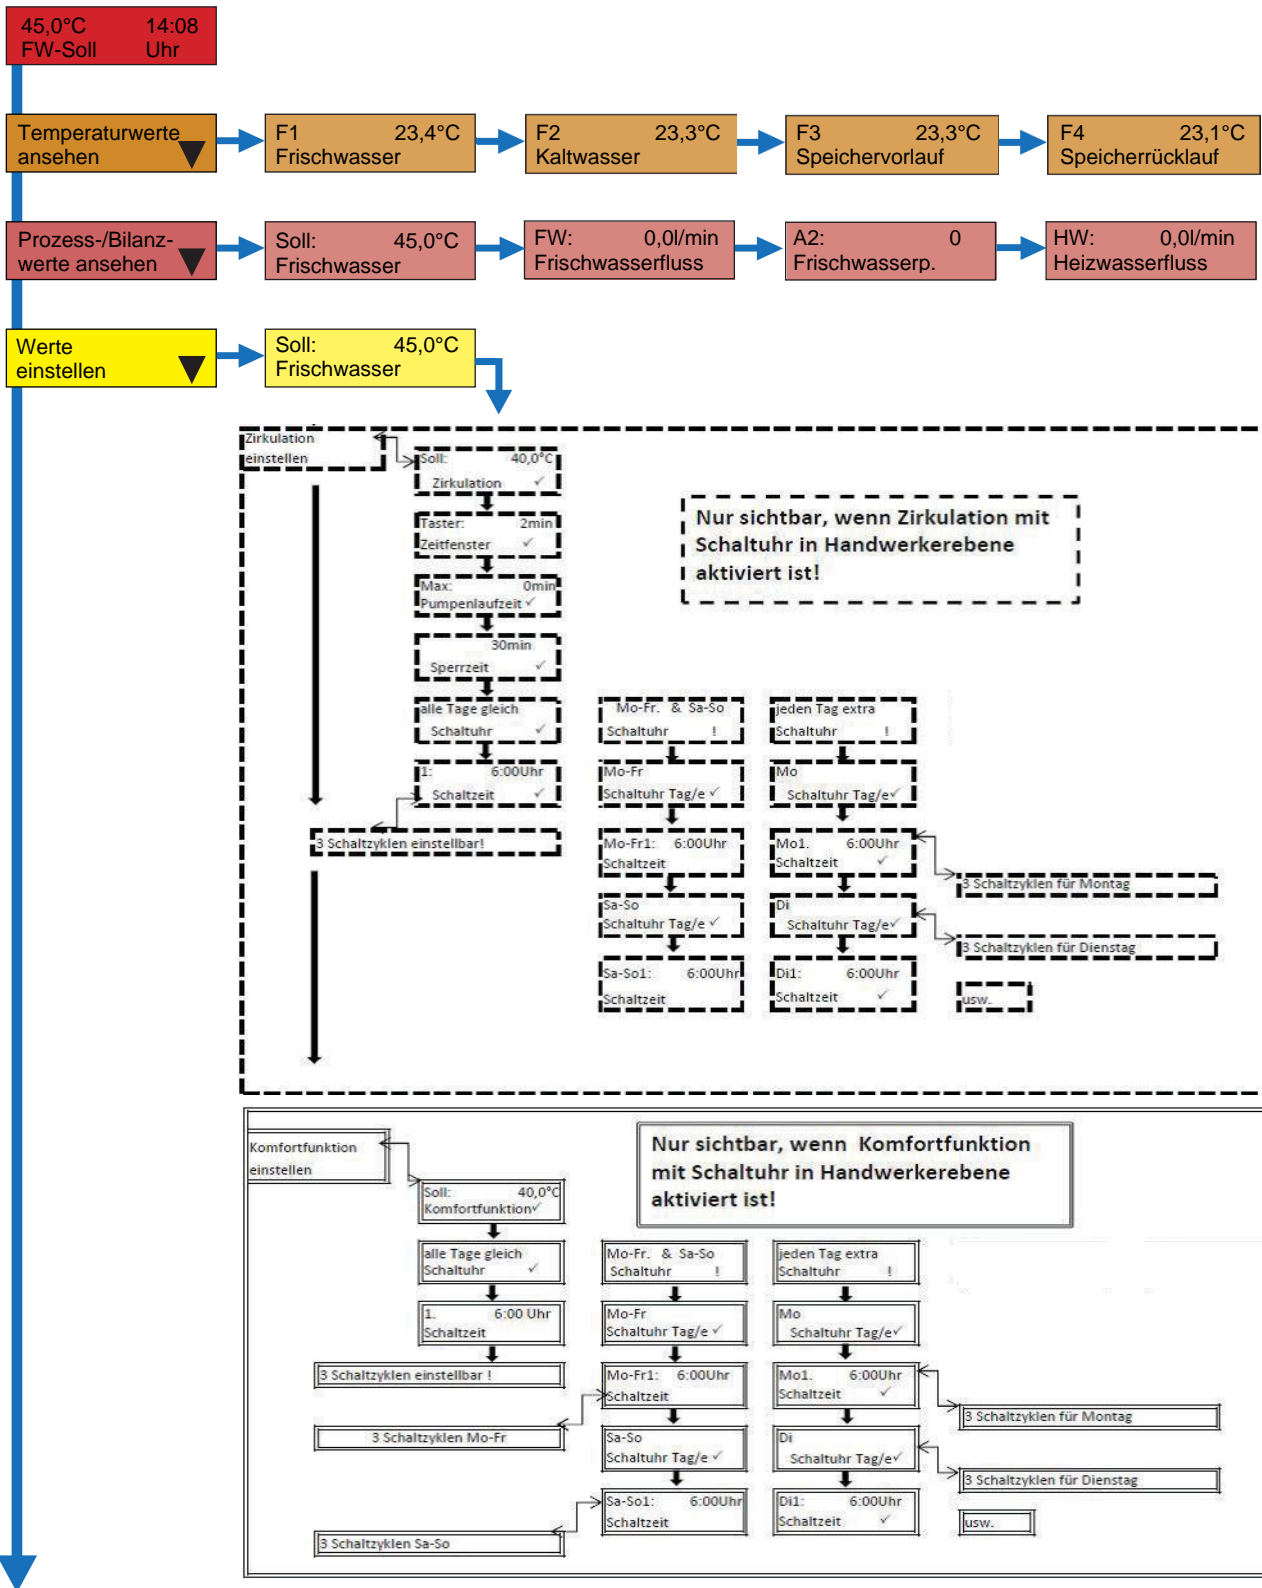 45,0°C 14:08
FW-Soll Uhr
Temperaturwerte
ansehen
F1 23,4°C
Frischwasser
F2 23,3°C
Kaltwasser
F3 23,3°C
Speichervorlauf
F4 23,1°C
Speicherrücklauf
Prozess-/Bilanz-
werte ansehen
Soll: 45,0°C
Frischwasser
FW: 0,0l/min
Frischwasserfluss
A2: 0
Frischwasserp.
HW: 0,0l/min
Heizwasserfluss
Werte
einstellen
Soll: 45,0°C
Frischwasser
Zirkulation
einstellen
Soll: 40,0°C
Zirkulation ✓
Taster: 2min
Zeitfenster ✓
Max: 0min
Pumpenlaufzeit ✓
30min
Sperrzeit ✓
alle Tage gleich
Schaltuhr ✓
1: 6:00Uhr
Schaltzeit ✓
3 Schaltzyklen einstellbar!
Nur sichtbar, wenn Zirkulation mit
Schaltuhr in Handwerkerebene
aktiviert ist!
Mo-Fr. & Sa-So
Schaltuhr !
Mo-Fr
Schaltuhr Tag/e ✓
Mo-Fr1: 6:00Uhr
Schaltzeit
Sa-So
Schaltuhr Tag/e ✓
Sa-So1: 6:00Uhr
Schaltzeit
jeden Tag extra
Schaltuhr !
Mo
Schaltuhr Tag/e✓
Mo1. 6:00Uhr
Schaltzeit ✓
Di
Schaltuhr Tag/e✓
Di1: 6:00Uhr
Schaltzeit ✓
3 Schaltzyklen für Montag
3 Schaltzyklen für Dienstag
usw.
Komfortfunktion
einstellen
Soll: 40,0°C
Komfortfunktion✓
alle Tage gleich
Schaltuhr ✓
1. 6:00 Uhr
Schaltzeit
3 Schaltzyklen einstellbar !
3 Schaltzyklen Mo-Fr
3 Schaltzyklen Sa-So
Nur sichtbar, wenn Komfortfunktion
mit Schaltuhr in Handwerkerebene
aktiviert ist!
Mo-Fr. & Sa-So
Schaltuhr !
Mo-Fr
Schaltuhr Tag/e ✓
Mo-Fr1: 6:00Uhr
Schaltzeit
Sa-So
Schaltuhr Tag/e ✓
Sa-So1: 6:00Uhr
Schaltzeit
jeden Tag extra
Schaltuhr !
Mo
Schaltuhr Tag/e✓
Mo1. 6:00Uhr
Schaltzeit ✓
Di
Schaltuhr Tag/e✓
Di1: 6:00Uhr
Schaltzeit ✓
3 Schaltzyklen für Montag
3 Schaltzyklen für Dienstag
usw.